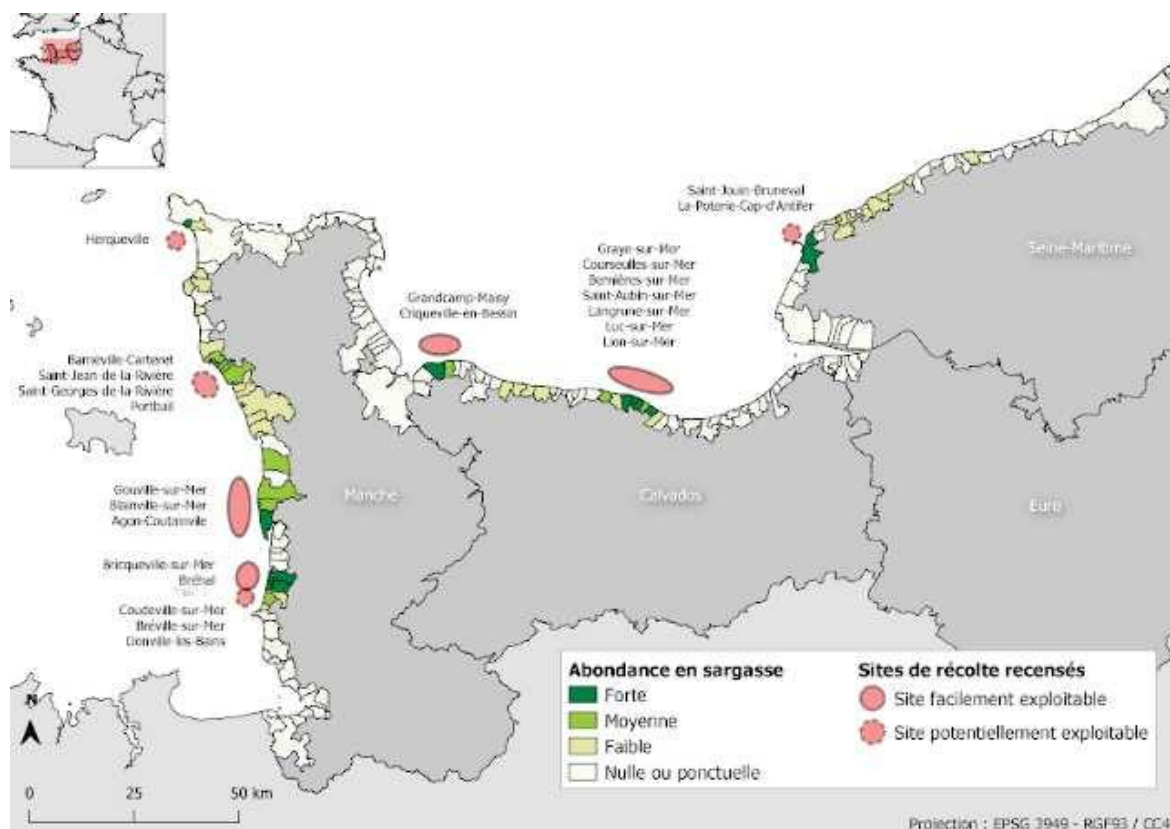 Saint-Jouin-Bruneval
La-Poterie-Cap-d'Antifer
Herqueville
Seine-Maritime
Graye-sur-Mer
Courseulles-sur-Mer
Bernières-sur-Mer
Saint-Aubin-sur-Mer
Langrune-sur-Mer
Luc-sur-Mer
Lion-sur-Mer
Grandcamp-Maisy
Criqueville-en-Bessin
Barneville-Carteret
Saint-Jean-de-la-Rivière
Saint-Georges-de-la-Rivière
Portbail
Gouville-sur-Mer
Blainville-sur-Mer
Agon-Coutainville
Manche
Calvados
Eure
Bricqueville-sur-Mer
Bréhal
Coudeville-sur-Mer
Bréville-sur-Mer
Donville-les-Bains
Abondance en sargasse
Forte
Moyenne
Faible
Nulle ou ponctuelle
Sites de récolte recensés
Site facilement exploitable
Site potentiellement exploitable
N
0 25 50 km
Projection : EPSG 3949 - RGF93 / CC4